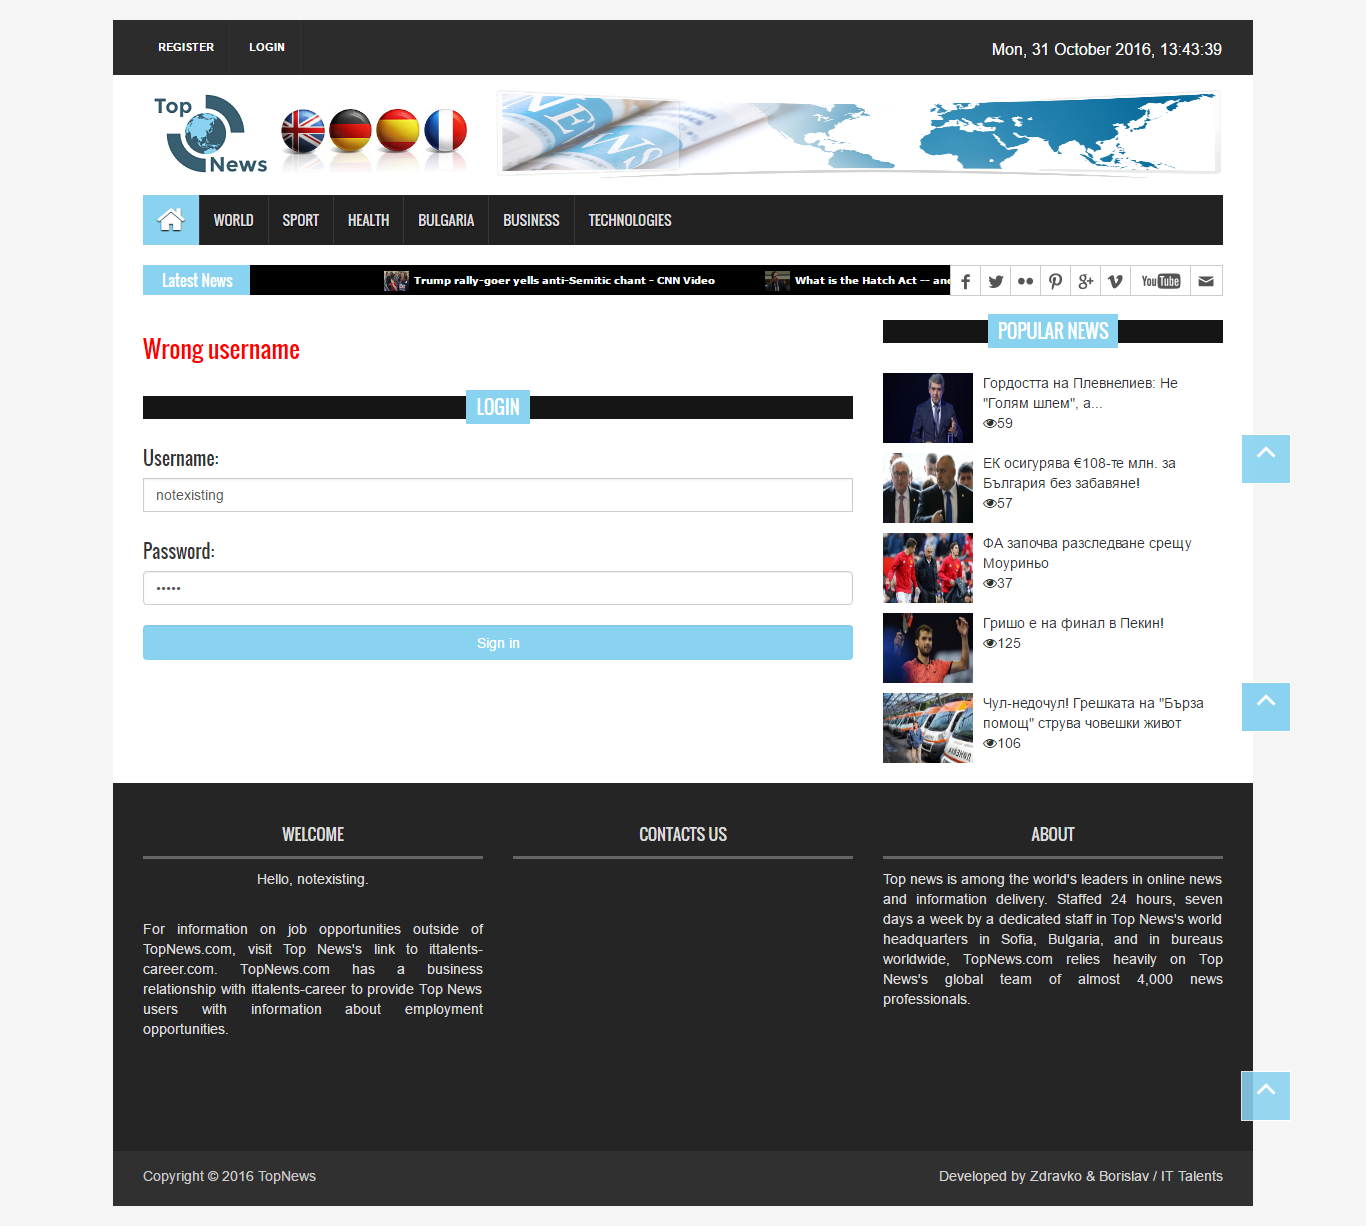 REGISTER
LOGIN
Mon, 31 October 2016, 13:43:39
Top
News
NEWS
NEWS
WORLD
SPORT
HEALTH
BULGARIA
BUSINESS
TECHNOLOGIES
Latest News
Trump rally-goer yells anti-Semitic chant - CNN Video
What is the Hatch Act -- and
You Tube
Wrong username
LOGIN
Username:
notexisting
Password:
•••••
Sign in
POPULAR NEWS
Гордостта на Плевнелиев: Не
"Голям шлем", а...
59
ЕК осигурява €108-те млн. за
България без забавяне!
57
ФА започва разследване срещу
Моуриньо
37
Гришо е на финал в Пекин!
125
Чул-недочул! Грешката на "Бърза
помощ" струва човешки живот
106
WELCOME
Hello, notexisting.
For information on job opportunities outside of
TopNews.com, visit Top News's link to ittalents-
career.com. TopNews.com has a business
relationship with ittalents-career to provide Top News
users with information about employment
opportunities.
CONTACTS US
ABOUT
Top news is among the world's leaders in online news
and information delivery. Staffed 24 hours, seven
days a week by a dedicated staff in Top News's world
headquarters in Sofia, Bulgaria, and in bureaus
worldwide, TopNews.com relies heavily on Top
News's global team of almost 4,000 news
professionals.
Copyright © 2016 TopNews
Developed by Zdravko & Borislav / IT Talents